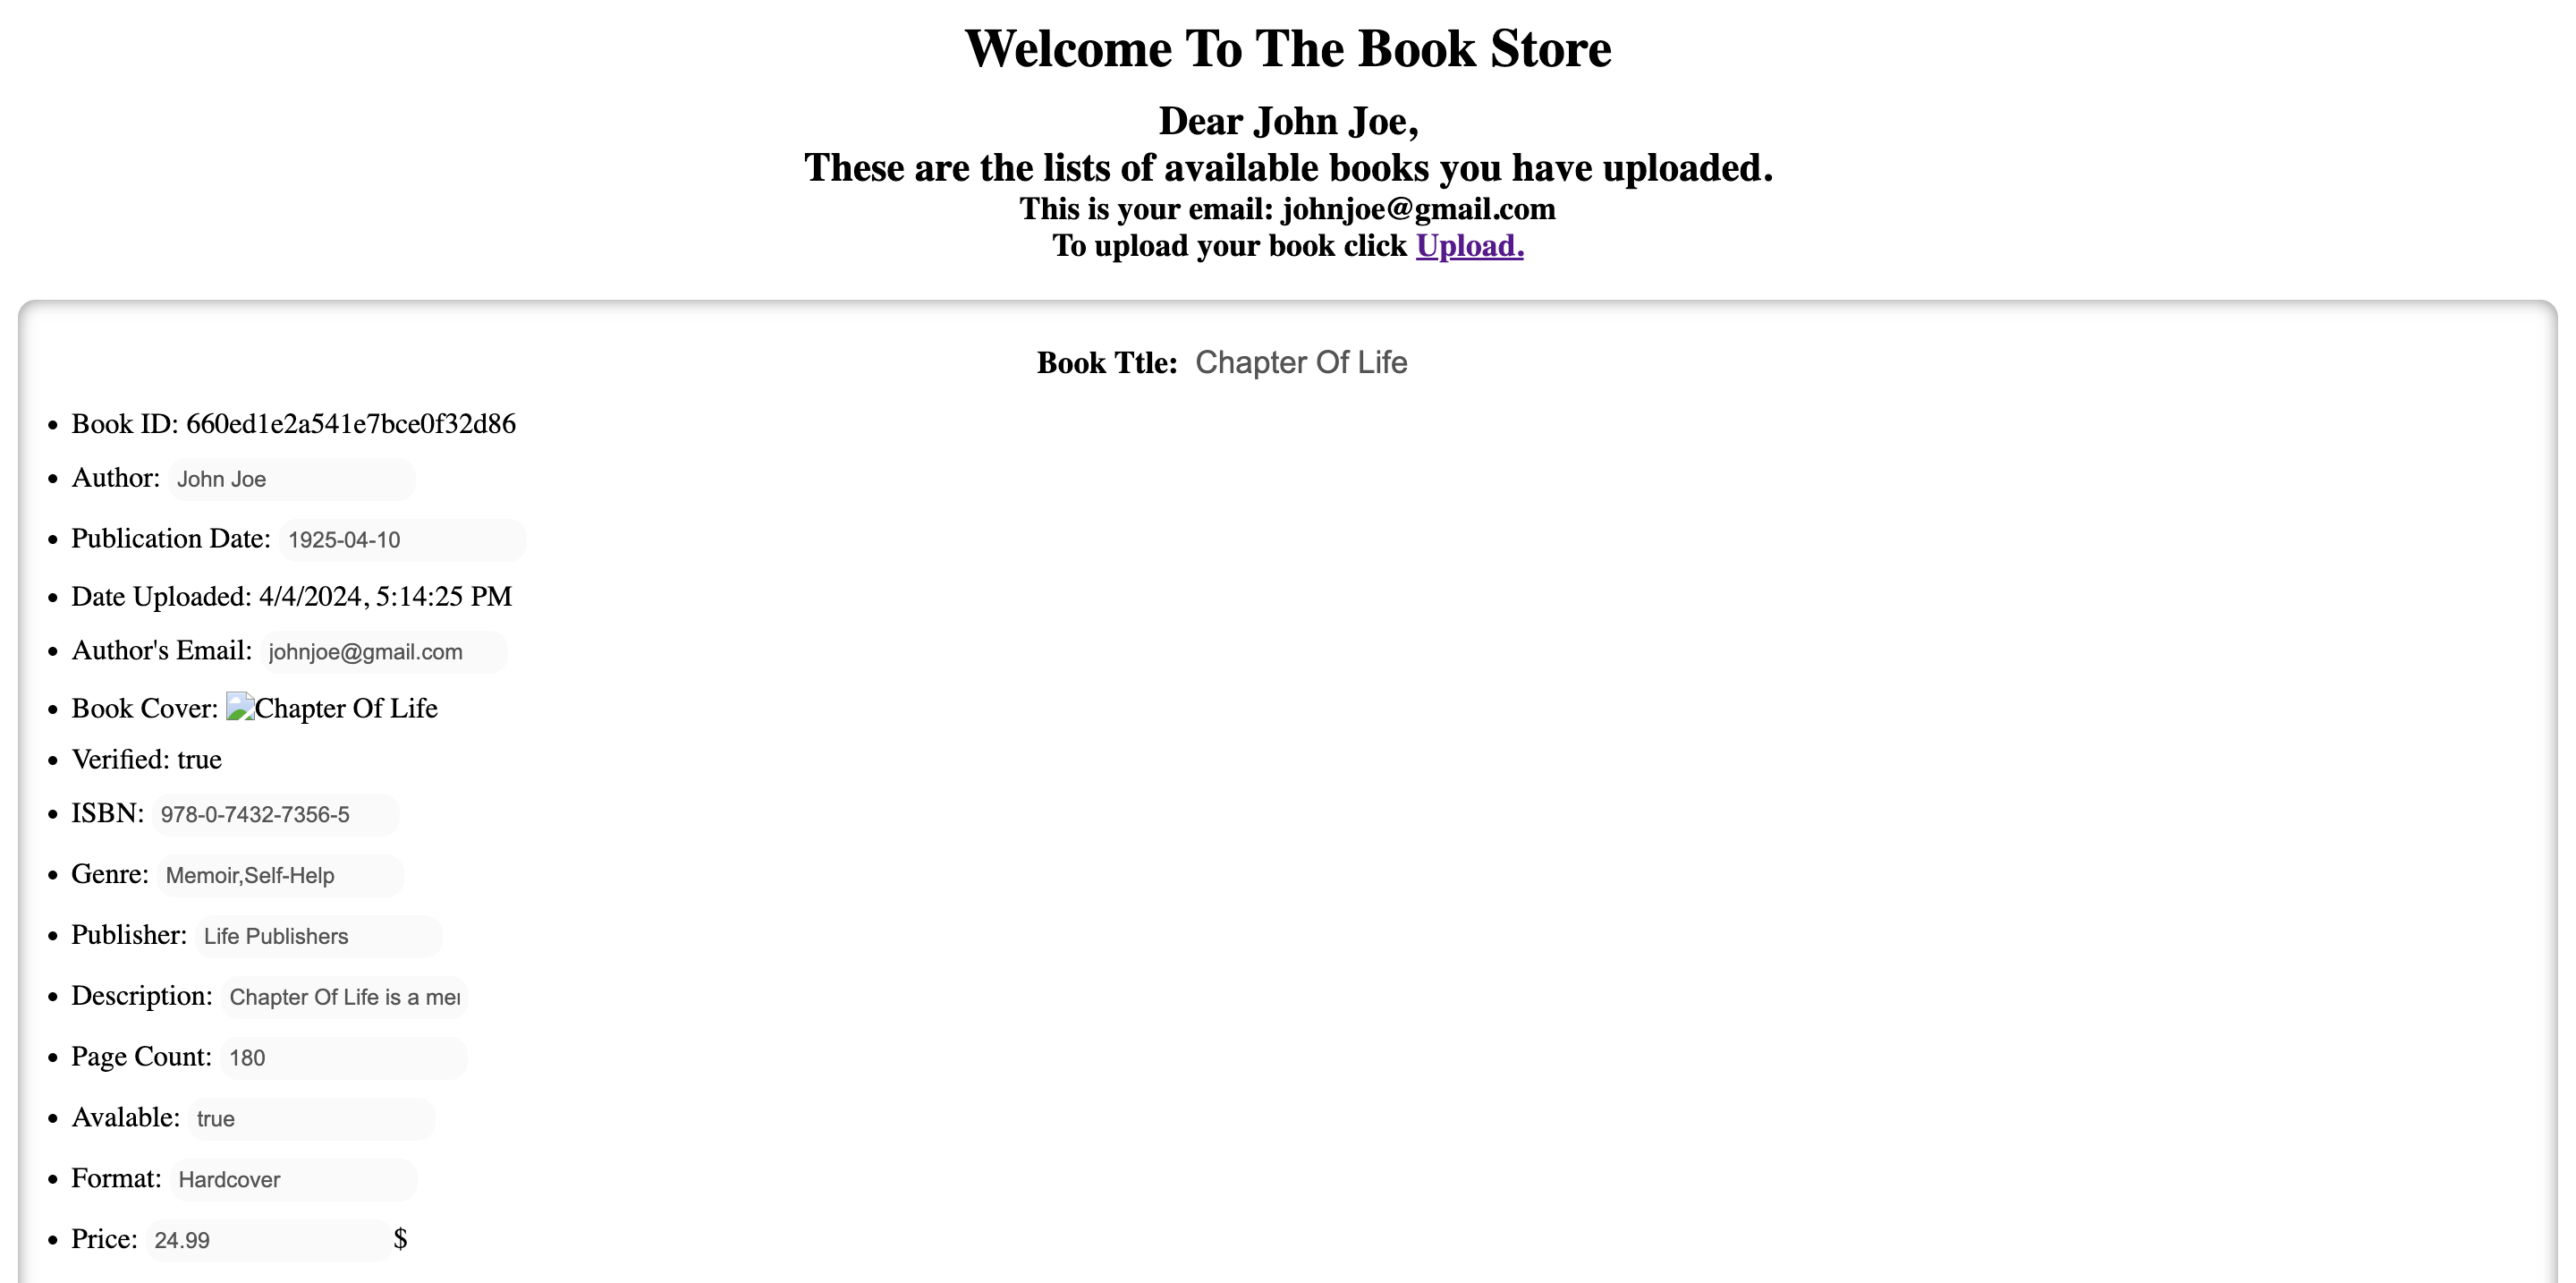 Welcome To The Book Store
Dear John Joe,
These are the lists of available books you have uploaded.
This is your email: johnjoe@gmail.com
To upload your book click Upload.
Book Ttle: Chapter Of Life
Book ID: 660ed1e2a541e7bce0f32d86
Author: John Joe
Publication Date: 1925-04-10
Date Uploaded: 4/4/2024, 5:14:25 PM
Author's Email: johnjoe@gmail.com
Book Cover: Chapter Of Life
Verified: true
ISBN: 978-0-7432-7356-5
Genre: Memoir,Self-Help
Publisher: Life Publishers
Description: Chapter Of Life is a
Page Count: 180
Avalable: true
Format: Hardcover
Price: 24.99 $